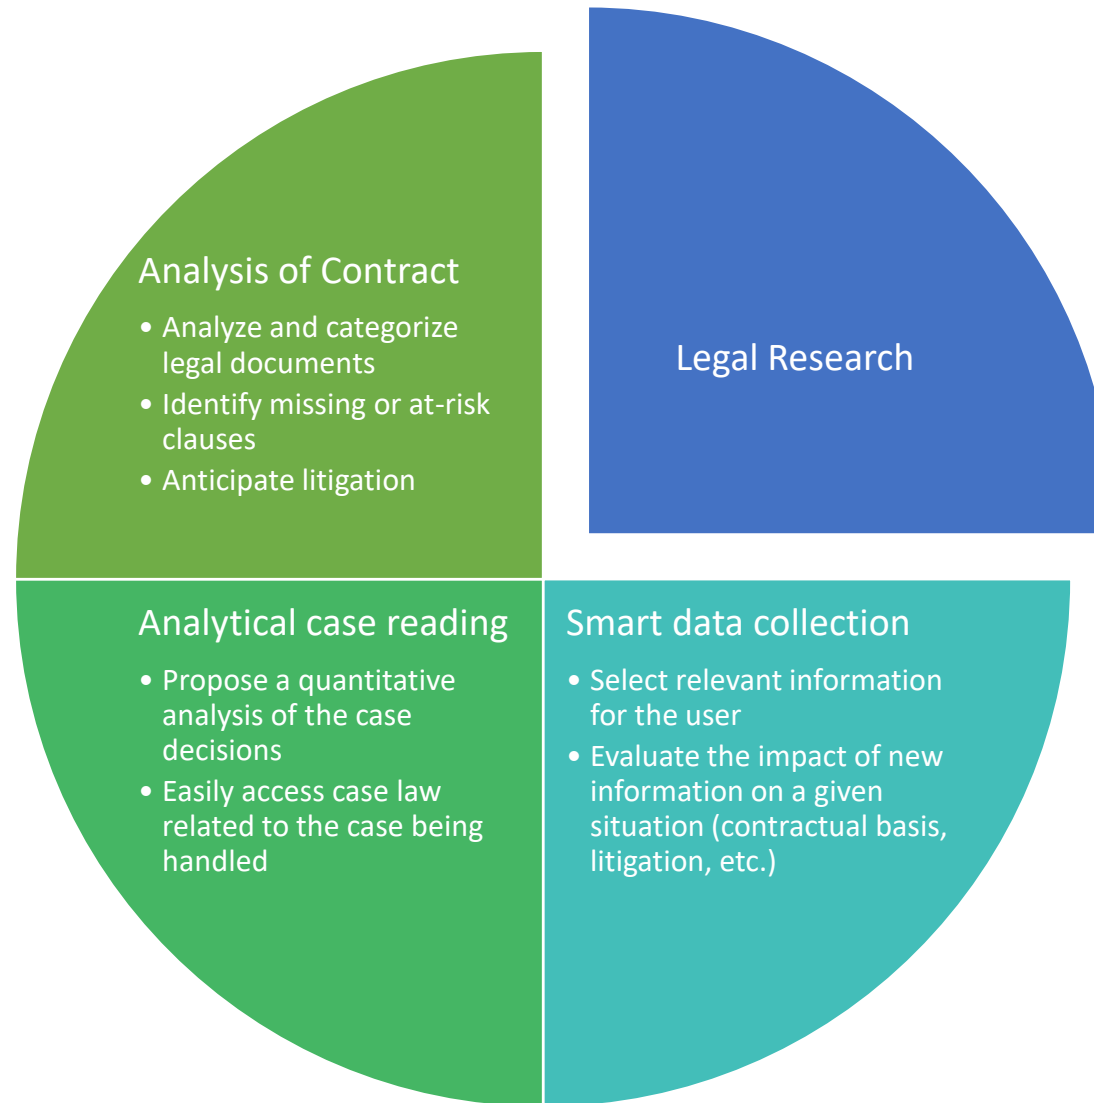 Analysis of Contract
• Analyze and categorize
legal documents
• Identify missing or at-risk
clauses
• Anticipate litigation
Legal Research
Analytical case reading
• Propose a quantitative
analysis of the case
decisions
• Easily access case law
related to the case being
handled
Smart data collection
• Select relevant information
for the user
• Evaluate the impact of new
information on a given
situation (contractual basis,
litigation, etc.)